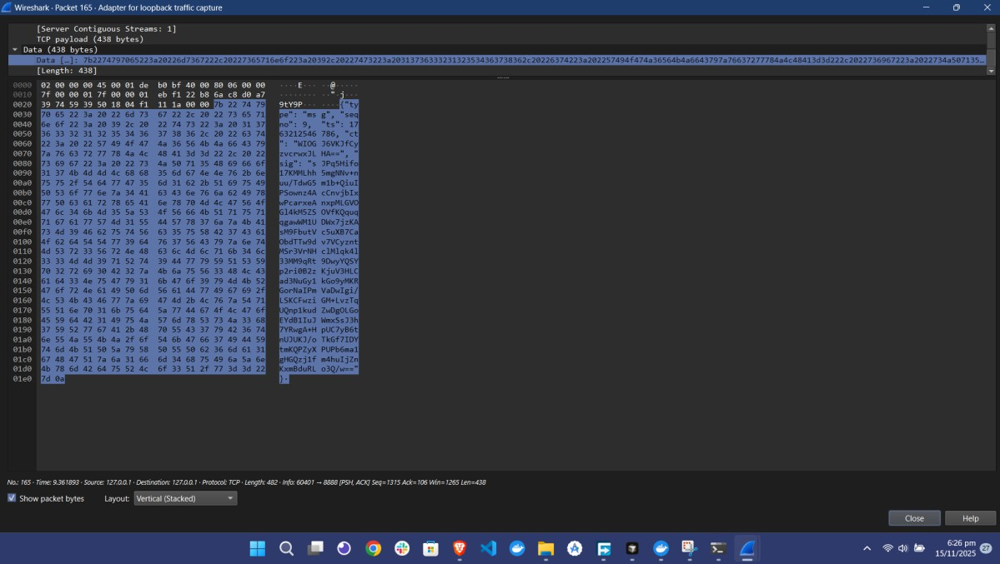 Wireshark · Packet 165 · Adapter for loopback traffic capture
[Server Contiguous Streams: 1]
TCP payload (438 bytes)
Data (438 bytes)
Data […]: 7b2274797065223a20226d7367222c20227365716e6f223a20392c20227473223a20313736333231323534363738362c20226374223a202257494f474a36564b4a6643797a76637277784a4c48413d3d222c2022736967223a2022734a507135…
[Length: 438]
0000 02 00 00 00 45 00 01 de b0 bf 40 00 80 06 00 00 ····E··· ··@·····
0010 7f 00 00 01 7f 00 00 01 eb f1 22 b8 6a c8 d0 a7 ········ ··"·j···
0020 39 74 59 39 50 18 04 f1 11 1a 00 00 7b 22 74 79 9tY9P··· ····{"ty
0030 70 65 22 3a 20 22 6d 73 67 22 2c 20 22 73 65 71 pe": "ms g", "seq
0040 6e 6f 22 3a 20 39 2c 20 22 74 73 22 3a 20 31 37 no": 9,  "ts": 17
0050 36 33 32 31 32 35 34 36 37 38 36 2c 20 22 63 74 63212546 786, "ct
0060 22 3a 20 22 57 49 4f 47 4a 36 56 4b 4a 66 43 79 ": "WIOG J6VKJfCy
0070 7a 76 63 72 77 78 4a 4c 48 41 3d 3d 22 2c 20 22 zvcrwxJL HA==", "
0080 73 69 67 22 3a 20 22 73 4a 50 71 35 48 69 66 6f sig": "s JPq5Hifo
0090 31 37 4b 4d 4d 4c 68 68 35 6d 67 4e 4e 76 2b 6e 17KMMLhh 5mgNNv+n
00a0 75 75 2f 54 64 77 47 35 6d 31 62 2b 51 69 75 49 uu/TdwG5 m1b+QiuI
00b0 50 53 6f 77 6e 7a 34 41 63 43 6e 76 6a 62 49 78 PSownz4A cCnvjbIx
00c0 77 50 63 61 72 78 65 41 6e 78 70 4d 4c 47 56 4f wPcarxeA nxpMLGVO
00d0 47 6c 34 6b 4d 35 5a 53 4f 56 66 4b 51 71 75 71 Gl4kM5ZS OVfKQquq
00e0 71 67 61 77 57 4d 31 55 44 57 78 37 6a 7a 4b 41 qgawWM1U DWx7jzKA
00f0 73 4d 39 46 62 75 74 56 63 35 75 58 42 37 43 61 sM9FbutV c5uXB7Ca
0100 4f 62 64 54 54 77 39 64 76 37 56 43 79 7a 6e 74 ObdTTw9d v7VCyznt
0110 4d 53 72 33 56 72 4e 48 63 6c 4d 6c 71 6b 34 6c MSr3VrNH clMlqk4l
0120 33 33 4d 4d 39 71 52 74 39 44 77 79 59 51 53 59 33MM9qRt 9DwyYQSY
0130 70 32 72 69 30 42 32 7a 4b 6a 75 56 33 48 4c 43 p2ri0B2z KjuV3HLC
0140 61 64 33 4e 75 47 79 31 6b 47 6f 39 79 4d 4b 52 ad3NuGy1 kGo9yMKR
0150 47 6f 72 4e 61 49 50 6d 56 61 44 77 49 67 69 2f GorNaIPm VaDwIgi/
0160 4c 53 4b 43 46 77 7a 69 47 4d 2b 4c 76 7a 54 71 LSKCFwzi GM+LvzTq
0170 55 51 6e 70 31 6b 75 64 5a 77 44 67 4f 4c 47 6f UQnp1kud ZwDgOLGo
0180 45 59 64 42 31 49 75 4a 57 6d 78 53 73 4a 33 68 EYdB1IuJ WmxSsJ3h
0190 37 59 52 77 67 41 2b 48 70 55 43 37 79 42 36 74 7YRwgA+H pUC7yB6t
01a0 6e 55 4a 55 4b 4a 2f 6f 54 6b 47 66 37 49 44 59 nUJUKJ/o TkGf7IDY
01b0 74 6d 4b 51 50 5a 79 58 50 55 50 62 36 6d 61 31 tmKQPZyX PUPb6ma1
01c0 67 48 47 51 7a 6a 31 66 6d 34 68 75 49 6a 5a 6e gHGQzj1f m4huIjZn
01d0 4b 78 6d 42 64 75 52 4c 6f 33 51 2f 77 3d 3d 22 KxmBduRL o3Q/w=="
01e0 7d 0a }·
No.: 165 · Time: 9.361893 · Source: 127.0.0.1 · Destination: 127.0.0.1 · Protocol: TCP · Length: 482 · Info: 60401 → 8888 [PSH, ACK] Seq=1315 Ack=106 Win=1265 Len=438
Show packet bytes Layout: Vertical (Stacked)
Close Help
6:26 pm
15/11/2025 27